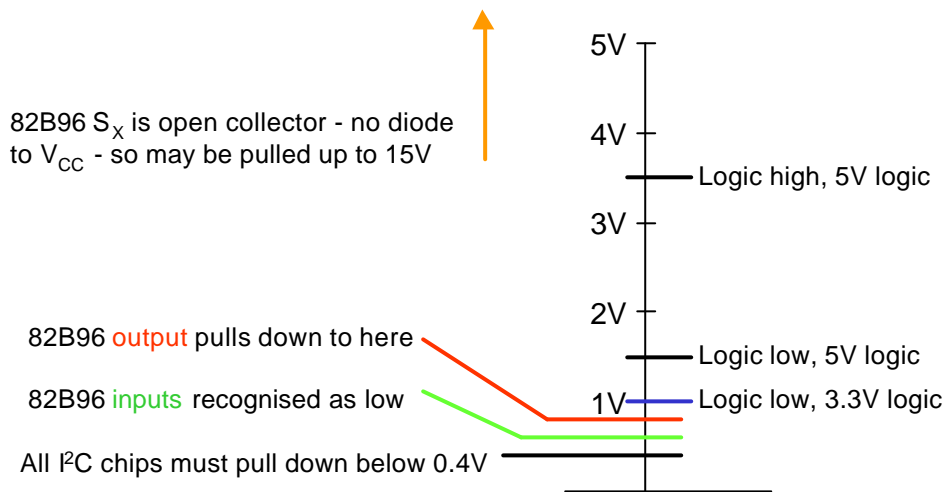 5V
82B96 S_X is open collector - no diode
to V_CC - so may be pulled up to 15V
4V
Logic high, 5V logic
3V
2V
82B96 output pulls down to here
Logic low, 5V logic
82B96 inputs recognised as low
1V
Logic low, 3.3V logic
All I²C chips must pull down below 0.4V